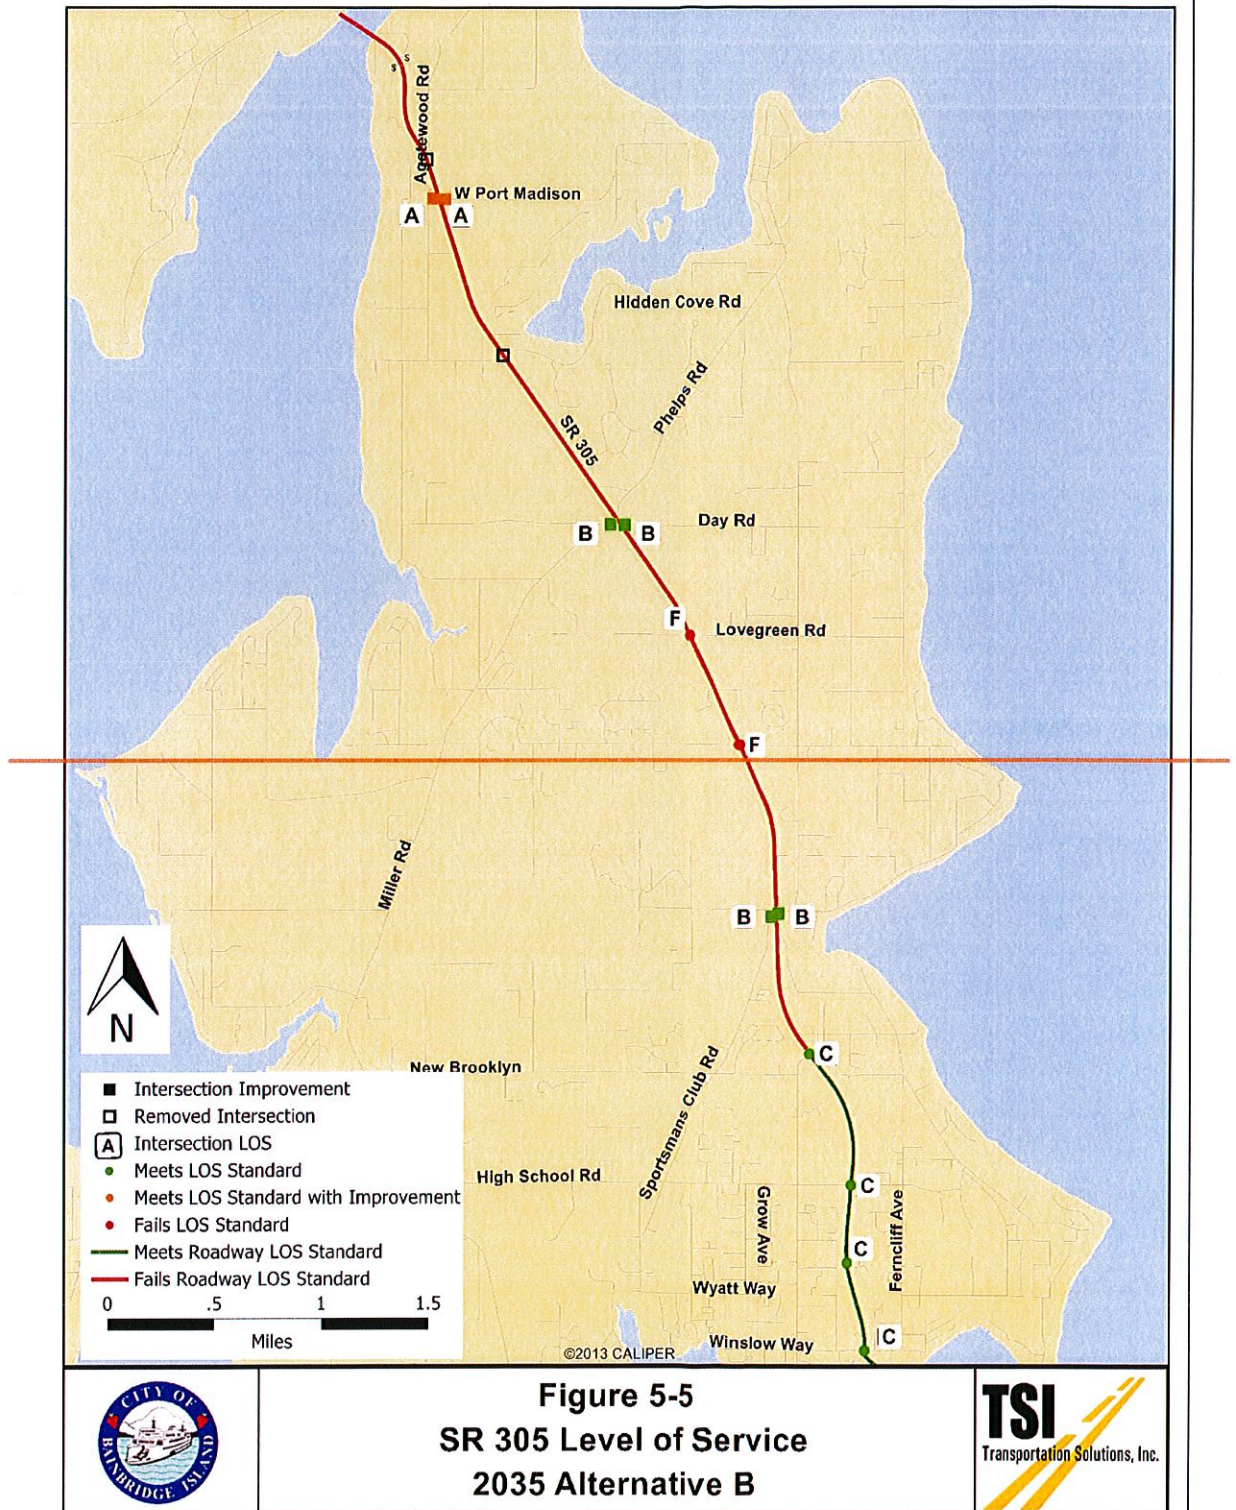 S
S
Agatewood Rd
W Port Madison
A
A
Hidden Cove Rd
Phelps Rd
SR 305
B
B
Day Rd
F
Lovegreen Rd
F
Miller Rd
B
B
N
C
New Brooklyn
Sportsmans Club Rd
Intersection Improvement
Removed Intersection
A Intersection LOS
Meets LOS Standard
Meets LOS Standard with Improvement
Fails LOS Standard
Meets Roadway LOS Standard
Fails Roadway LOS Standard
0 .5 1 1.5
Miles
High School Rd
Grow Ave
C
Ferncliff Ave
C
Wyatt Way
Winslow Way
C
©2013 CALIPER
CITY OF
BAINBRIDGE ISLAND
Figure 5-5
SR 305 Level of Service
2035 Alternative B
TSI
Transportation Solutions, Inc.